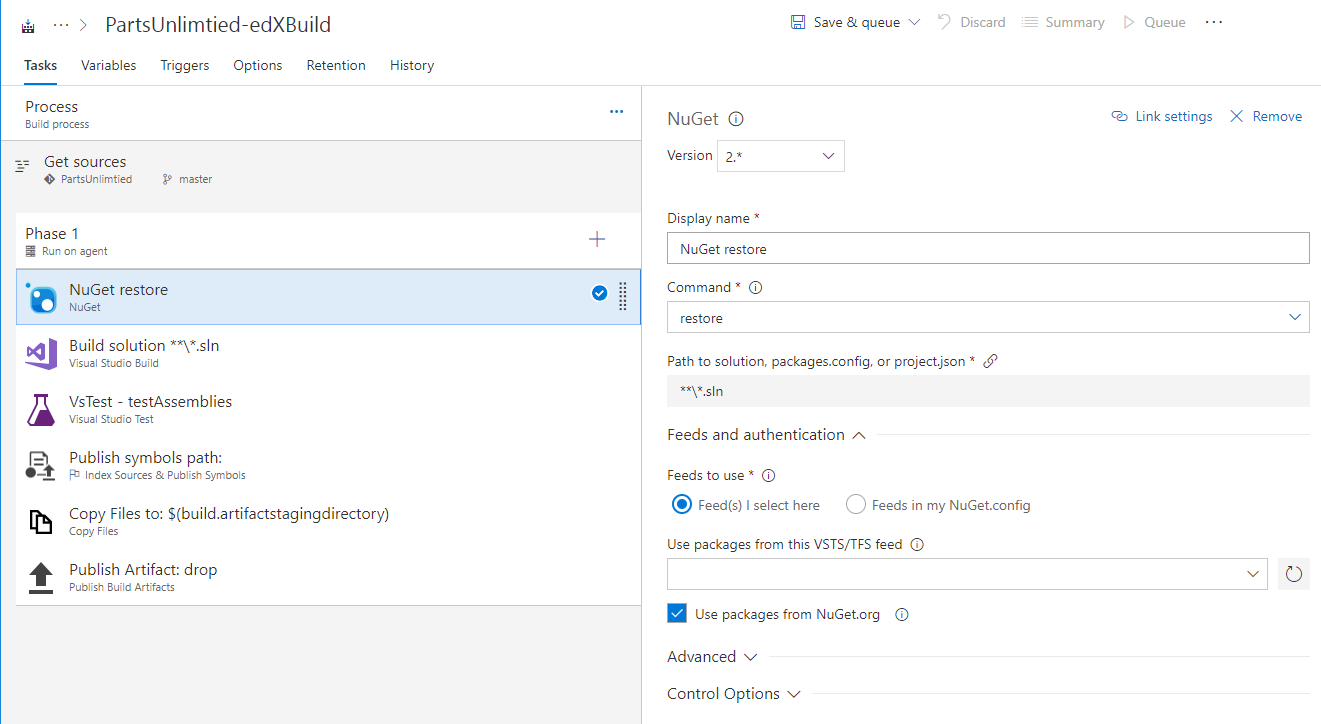 PartsUnlimtied-edXBuild
Save & queue
Discard
Summary
Queue
Tasks
Variables
Triggers
Options
Retention
History
Process
Build process
Get sources
PartsUnlimtied
master
Phase 1
Run on agent
NuGet restore
NuGet
Build solution **\*.sln
Visual Studio Build
VsTest - testAssemblies
Visual Studio Test
Publish symbols path:
Index Sources & Publish Symbols
Copy Files to: $(build.artifactstagingdirectory)
Copy Files
Publish Artifact: drop
Publish Build Artifacts
NuGet
Link settings
Remove
Version
2.*
Display name *
NuGet restore
Command *
restore
Path to solution, packages.config, or project.json *
**\*.sln
Feeds and authentication
Feeds to use *
Feed(s) I select here
Feeds in my NuGet.config
Use packages from this VSTS/TFS feed
Use packages from NuGet.org
Advanced
Control Options